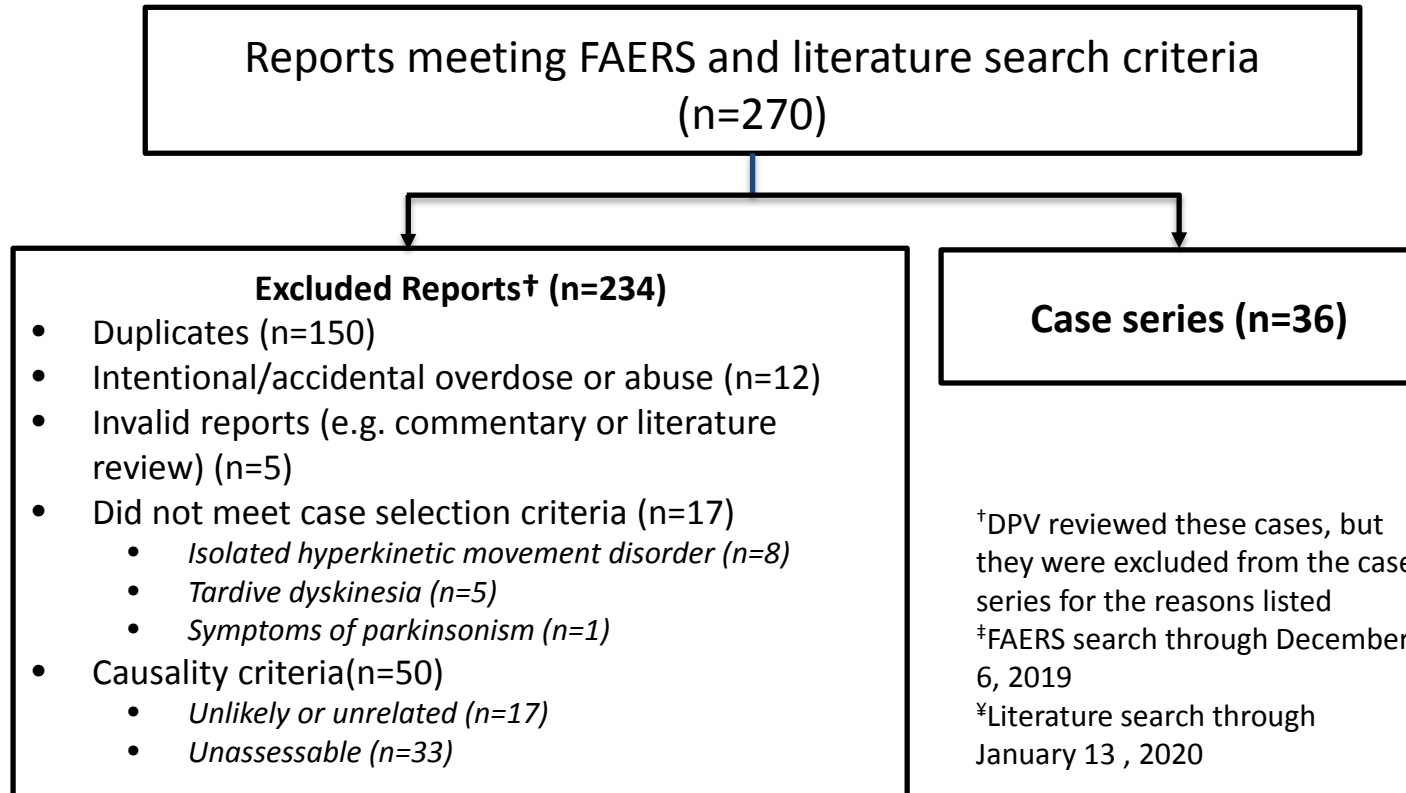 Reports meeting FAERS and literature search criteria
(n=270)
Excluded Reports† (n=234)
• Duplicates (n=150)
• Intentional/accidental overdose or abuse (n=12)
• Invalid reports (e.g. commentary or literature
review) (n=5)
• Did not meet case selection criteria (n=17)
• Isolated hyperkinetic movement disorder (n=8)
• Tardive dyskinesia (n=5)
• Symptoms of parkinsonism (n=1)
• Causality criteria(n=50)
• Unlikely or unrelated (n=17)
• Unassessable (n=33)
Case series (n=36)
†DPV reviewed these cases, but
they were excluded from the case
series for the reasons listed
‡FAERS search through December
6, 2019
¥Literature search through
January 13 , 2020